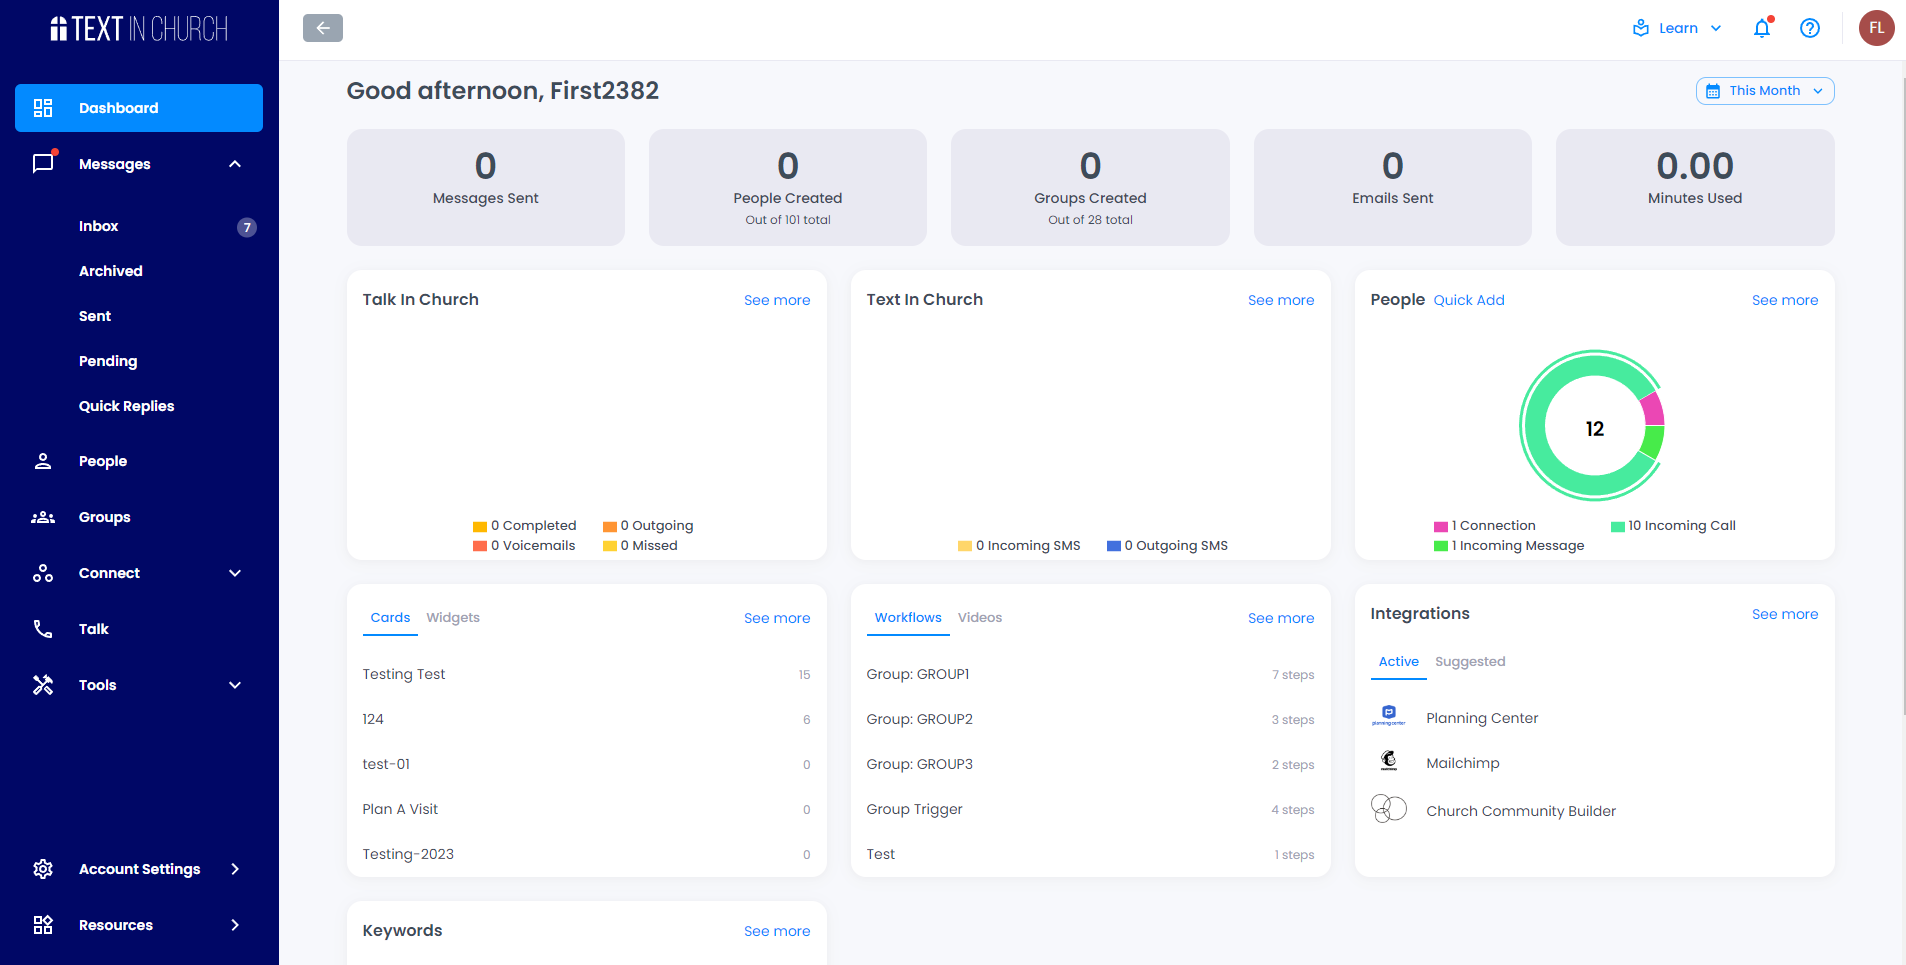 TEXT IN CHURCH
Learn
FL
Dashboard
Messages
Inbox 7
Archived
Sent
Pending
Quick Replies
People
Groups
Connect
Talk
Tools
Account Settings
Resources
Good afternoon, First2382
This Month
0
Messages Sent
0
People Created
Out of 101 total
0
Groups Created
Out of 28 total
0
Emails Sent
0.00
Minutes Used
Talk In Church See more
0 Completed 0 Outgoing
0 Voicemails 0 Missed
Text In Church See more
0 Incoming SMS 0 Outgoing SMS
People Quick Add See more
12
1 Connection 10 Incoming Call
1 Incoming Message
Cards Widgets See more
Testing Test 15
124 6
test-01 0
Plan A Visit 0
Testing-2023 0
Workflows Videos See more
Group: GROUP1 7 steps
Group: GROUP2 3 steps
Group: GROUP3 2 steps
Group Trigger 4 steps
Test 1 steps
Integrations See more
Active Suggested
planning center Planning Center
Mailchimp
Church Community Builder
Keywords See more